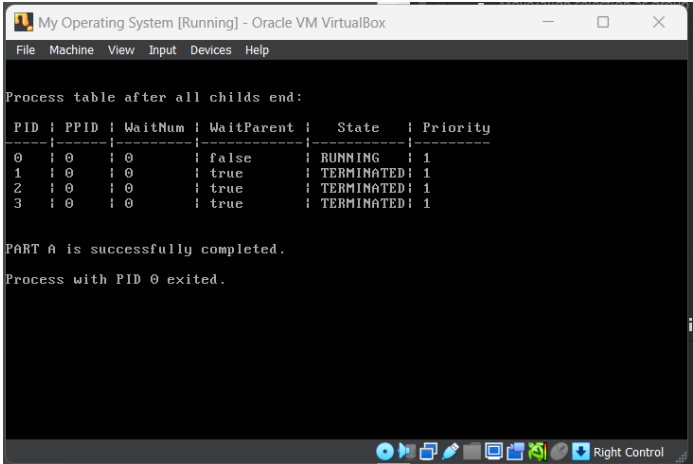 My Operating System [Running] - Oracle VM VirtualBox
File Machine View Input Devices Help
Process table after all childs end:
PID ¦ PPID ¦ WaitNum ¦ WaitParent ¦ State ¦ Priority
-----¦------¦---------¦------------¦------------¦---------
0 ¦ 0 ¦ 0 ¦ false ¦ RUNNING ¦ 1
1 ¦ 0 ¦ 0 ¦ true ¦ TERMINATED¦ 1
2 ¦ 0 ¦ 0 ¦ true ¦ TERMINATED¦ 1
3 ¦ 0 ¦ 0 ¦ true ¦ TERMINATED¦ 1
PART A is successfully completed.
Process with PID 0 exited.
Right Control